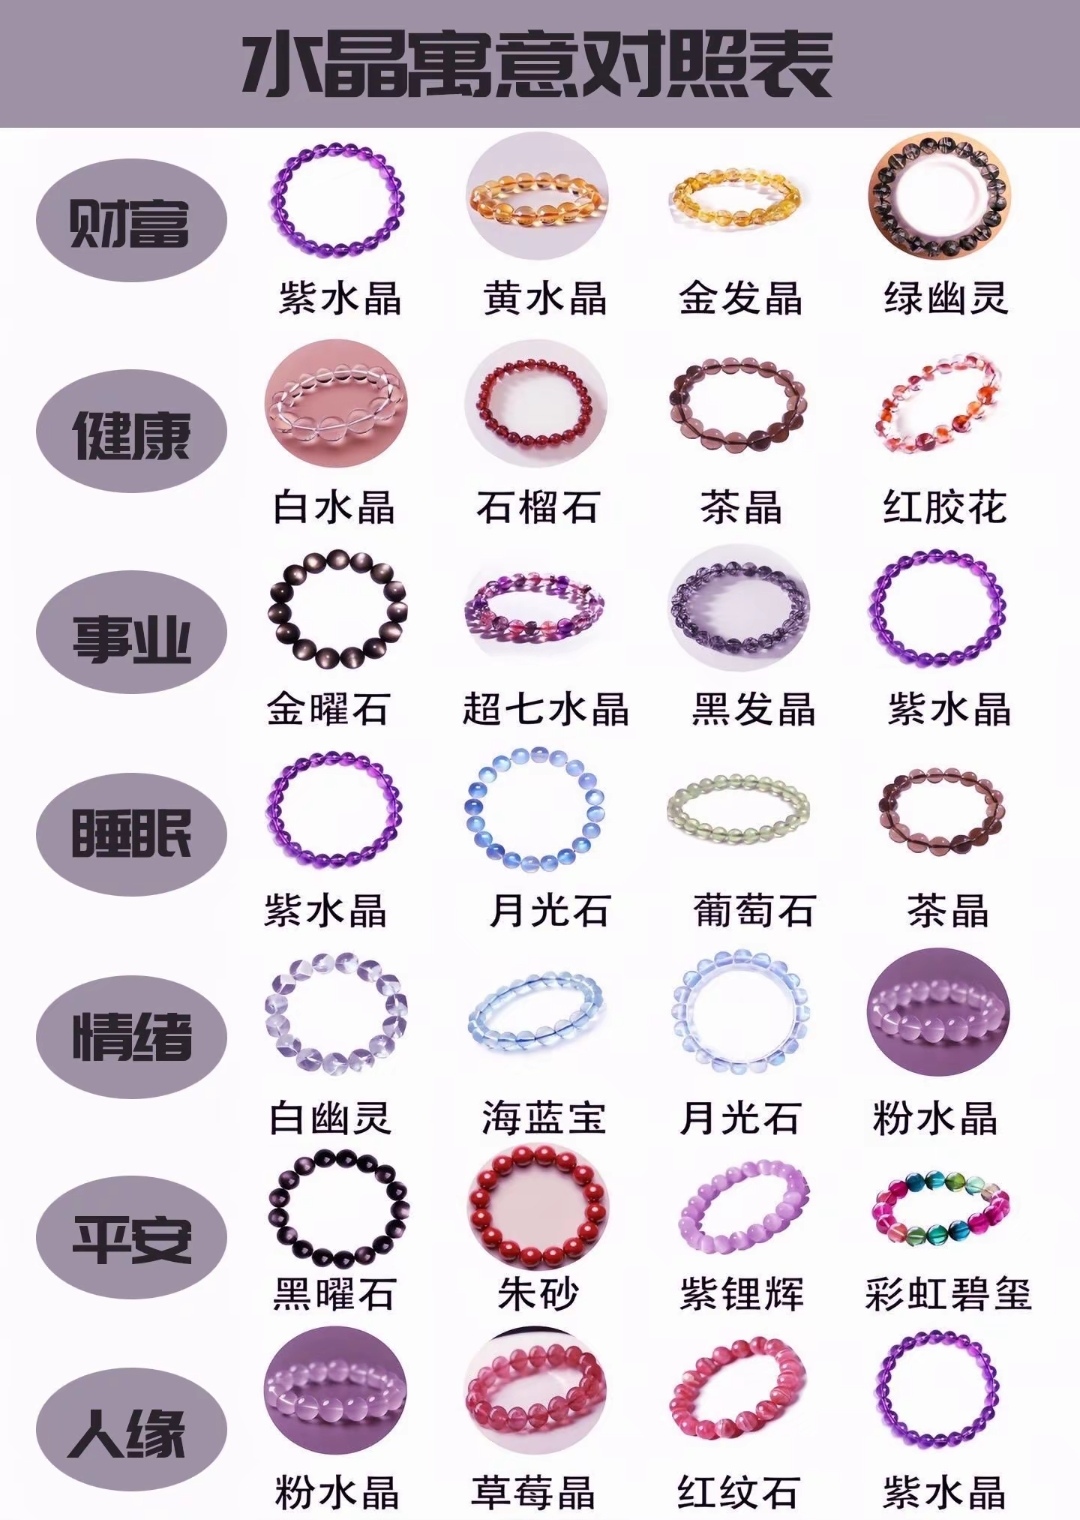 水晶寓意对照表
财富
紫水晶 黄水晶 金发晶 绿幽灵
健康
白水晶 石榴石 茶晶 红胶花
事业
金曜石 超七水晶 黑发晶 紫水晶
睡眠
紫水晶 月光石 葡萄石 茶晶
情绪
白幽灵 海蓝宝 月光石 粉水晶
平安
黑曜石 朱砂 紫锂辉 彩虹碧玺
人缘
粉水晶 草莓晶 红纹石 紫水晶